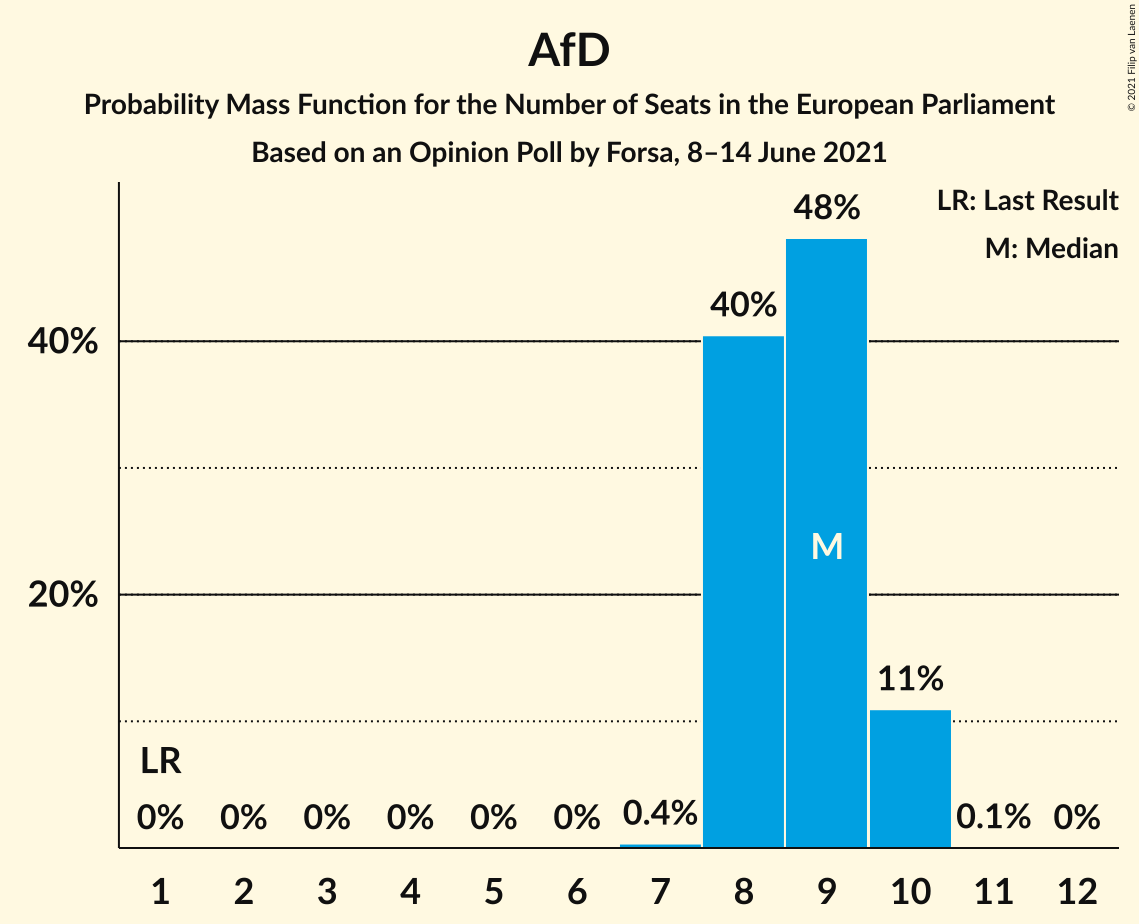 AfD
Probability Mass Function for the Number of Seats in the European Parliament
Based on an Opinion Poll by Forsa, 8–14 June 2021
© 2021 Filip van Laenen
LR: Last Result
M: Median
48%
40%
40%
M
20%
11%
LR
0% 0% 0% 0% 0% 0% 0.4% 0.1% 0%
1 2 3 4 5 6 7 8 9 10 11 12